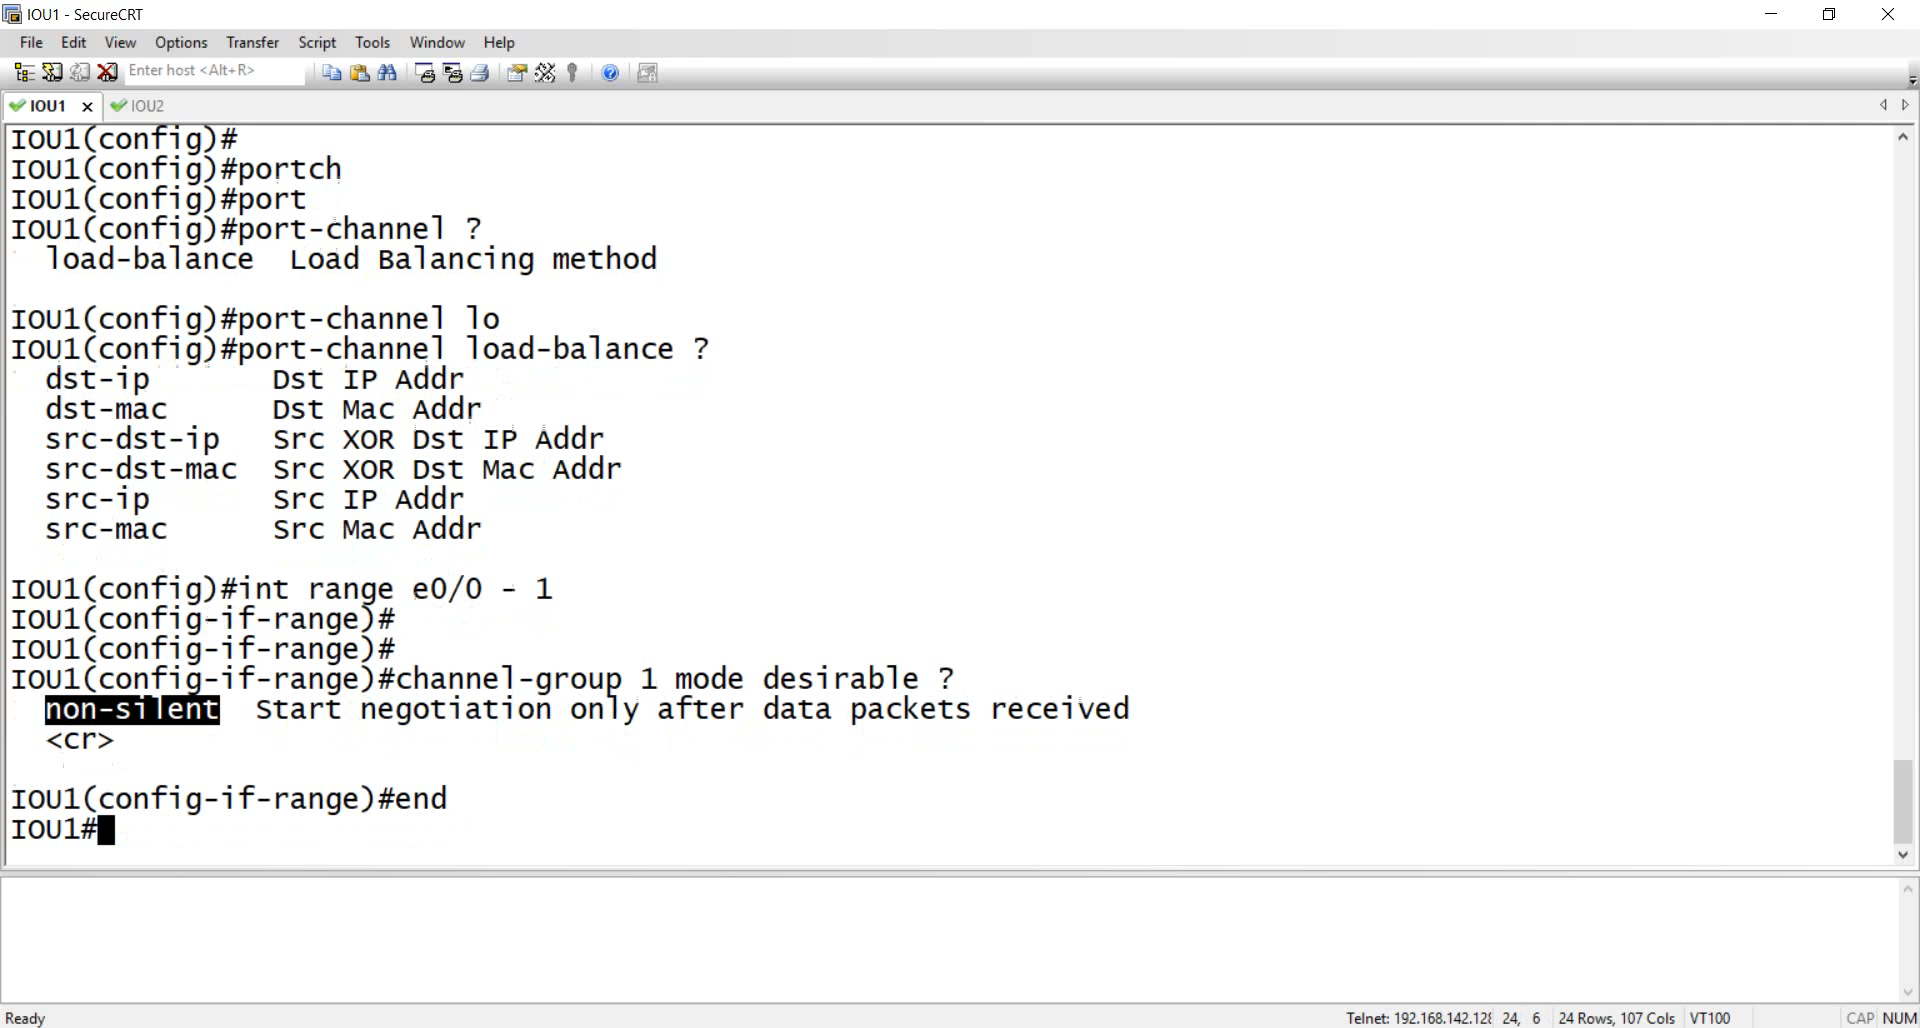 IOU1 - SecureCRT
File Edit View Options Transfer Script Tools Window Help
Enter host <Alt+R>
IOU1 IOU2
IOU1(config)#
IOU1(config)#portch
IOU1(config)#port
IOU1(config)#port-channel ?
load-balance Load Balancing method
IOU1(config)#port-channel lo
IOU1(config)#port-channel load-balance ?
dst-ip Dst IP Addr
dst-mac Dst Mac Addr
src-dst-ip Src XOR Dst IP Addr
src-dst-mac Src XOR Dst Mac Addr
src-ip Src IP Addr
src-mac Src Mac Addr
IOU1(config)#int range e0/0 - 1
IOU1(config-if-range)#
IOU1(config-if-range)#
IOU1(config-if-range)#channel-group 1 mode desirable ?
non-silent Start negotiation only after data packets received
<cr>
IOU1(config-if-range)#end
IOU1#
Ready Telnet: 192.168.142.128 24, 6 24 Rows, 107 Cols VT100 CAP NUM